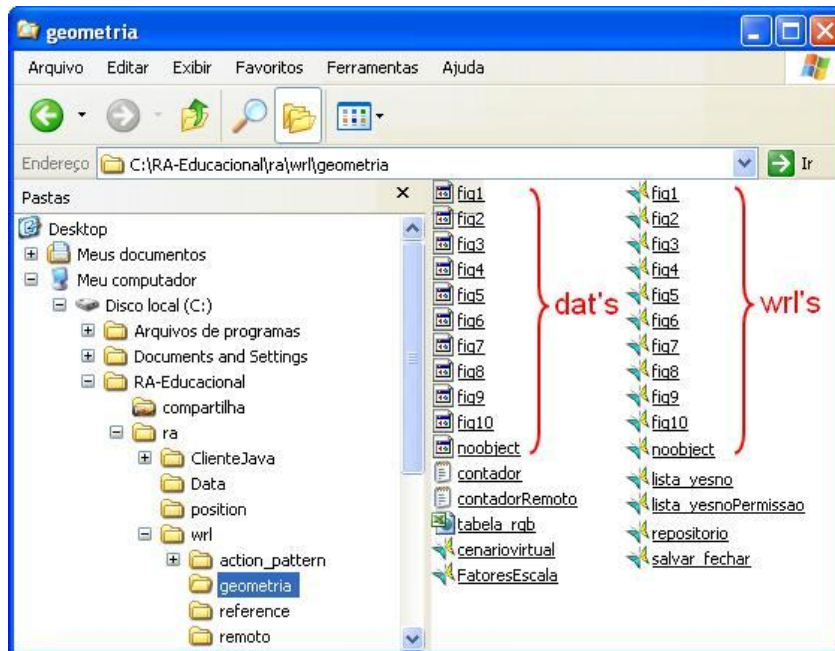 geometria
Arquivo Editar Exibir Favoritos Ferramentas Ajuda
Endereço C:\RA-Educacional\ra\wrl\geometria Ir
Pastas
Desktop
Meus documentos
Meu computador
Disco local (C:)
Arquivos de programas
Documents and Settings
RA-Educacional
compartilha
ra
ClienteJava
Data
position
wrl
action_pattern
geometria
reference
remoto
fig1
fig2
fig3
fig4
fig5
fig6
fig7
fig8
fig9
fig10
noobject
dat's
contador
contadorRemoto
tabela_rgb
cenariovirtual
FatoresEscala
fig1
fig2
fig3
fig4
fig5
fig6
fig7
fig8
fig9
fig10
noobject
wrl's
lista_yesno
lista_yesnoPermissao
repositorio
salvar_fechar